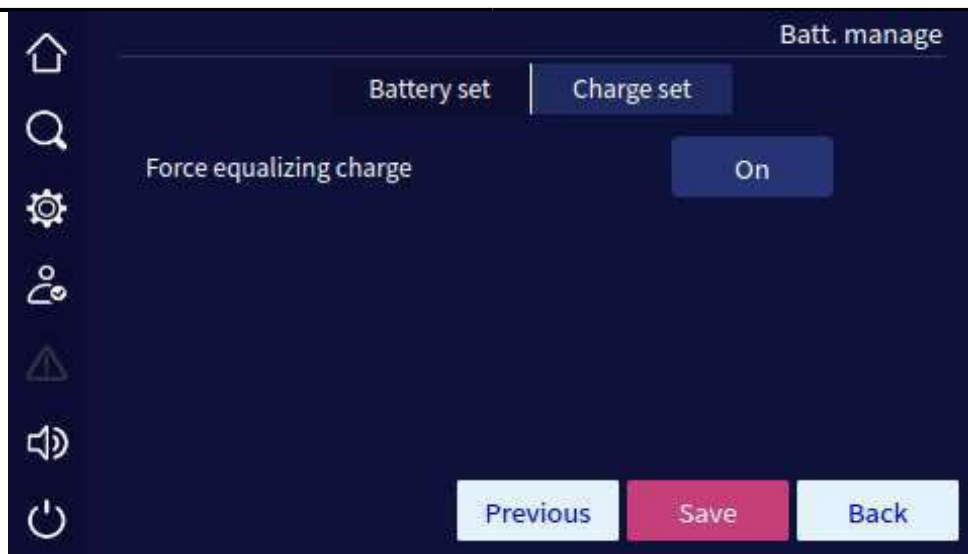 Batt. manage
Battery set Charge set
Force equalizing charge On
Previous Save Back